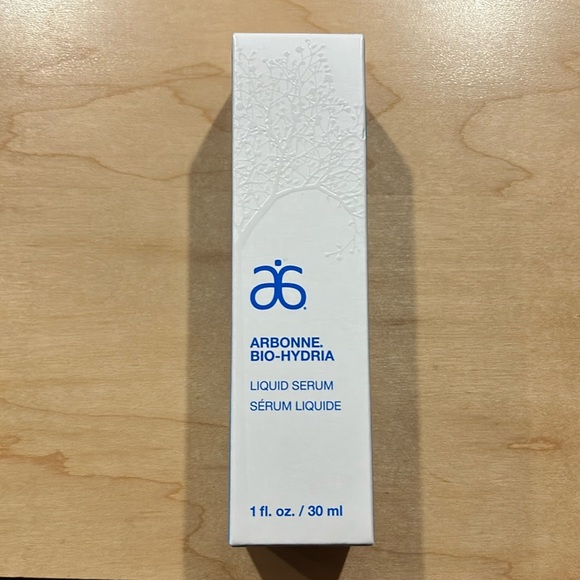 ARBONNE.
BIO-HYDRIA
LIQUID SERUM
SÉRUM LIQUIDE
1 fl. oz. / 30 ml